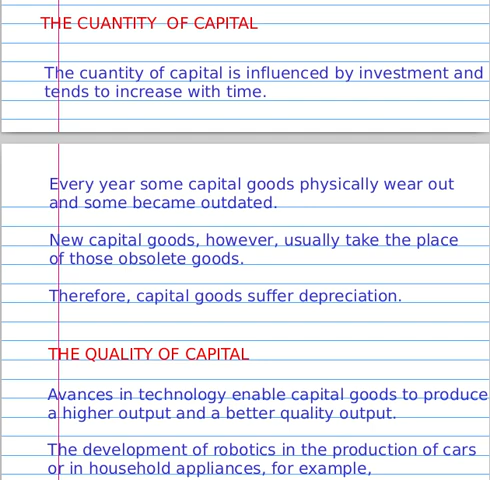 THE CUANTITY OF CAPITAL
The cuantity of capital is influenced by investment and
tends to increase with time.
Every year some capital goods physically wear out
and some became outdated.
New capital goods, however, usually take the place
of those obsolete goods.
Therefore, capital goods suffer depreciation.
THE QUALITY OF CAPITAL
Avances in technology enable capital goods to produce
a higher output and a better quality output.
The development of robotics in the production of cars
or in household appliances, for example,